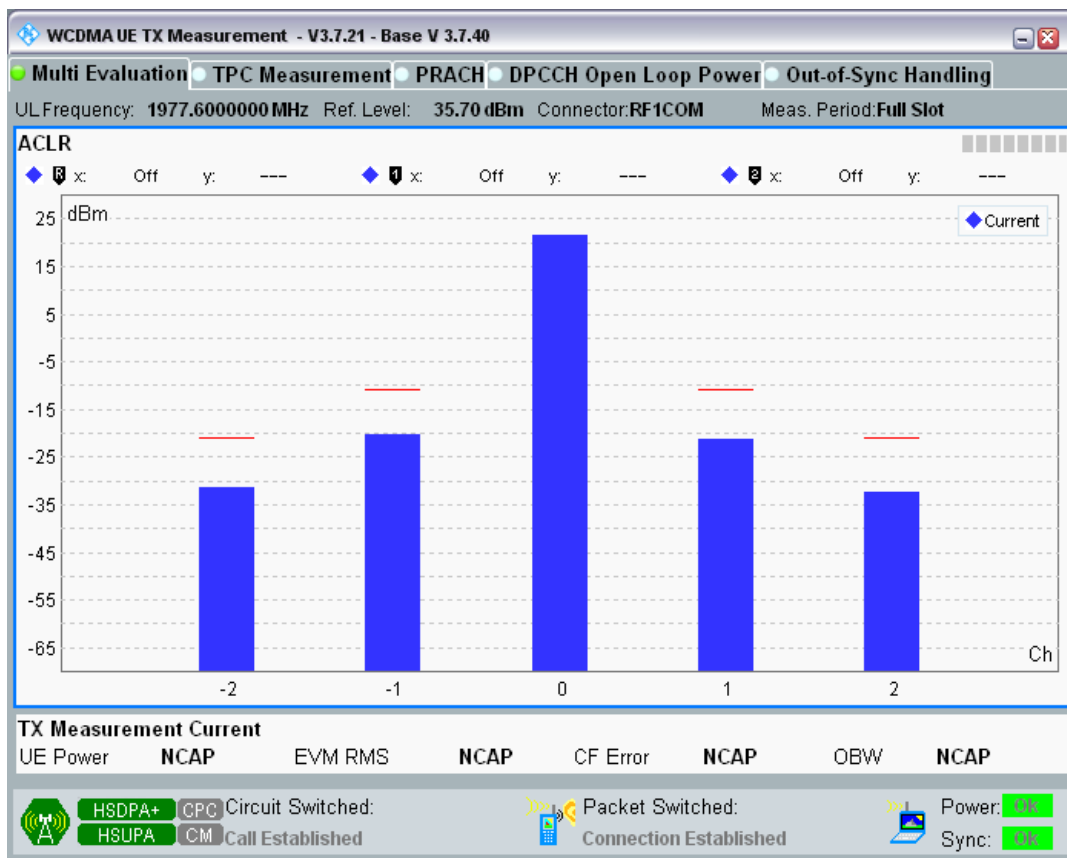 WCDMA UE TX Measurement - V3.7.21 - Base V 3.7.40
Multi Evaluation TPC Measurement PRACH DPCCH Open Loop Power Out-of-Sync Handling
UL Frequency: 1977.6000000 MHz Ref. Level: 35.70 dBm Connector:RF1COM Meas. Period:Full Slot
ACLR
R x: Off y: --- 1 x: Off y: --- 2 x: Off y: ---
dBm
Current
25
15
5
-5
-15
-25
-35
-45
-55
-65
Ch
-2 -1 0 1 2
TX Measurement Current
UE Power NCAP EVM RMS NCAP CF Error NCAP OBW NCAP
HSDPA+ CPC Circuit Switched: Packet Switched: Power: Ok
HSUPA CM Call Established Connection Established Sync: Ok